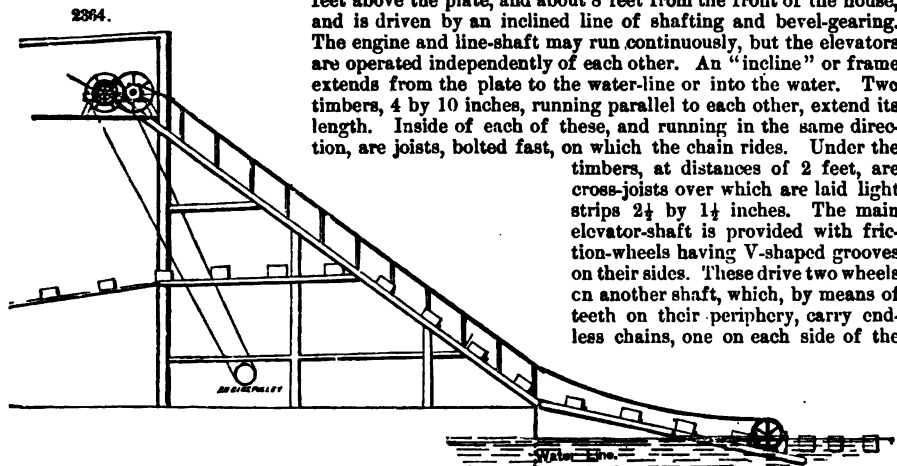 2364.
feet above the plate, and about 8 feet from the front of the house,
and is driven by an inclined line of shafting and bevel-gearing.
The engine and line-shaft may run continuously, but the elevators
are operated independently of each other. An “incline” or frame
extends from the plate to the water-line or into the water. Two
timbers, 4 by 10 inches, running parallel to each other, extend its
length. Inside of each of these, and running in the same direc-
tion, are joists, bolted fast, on which the chain rides. Under the
timbers, at distances of 2 feet, are
cross-joists over which are laid light
strips 2½ by 1½ inches. The main
elevator-shaft is provided with fric-
tion-wheels having V-shaped grooves
on their sides. These drive two wheels
on another shaft, which, by means of
teeth on their periphery, carry end-
less chains, one on each side of the
ENGINE PULLEY
Water Line.